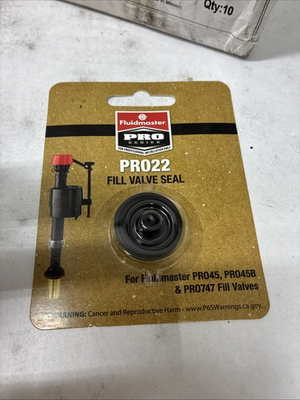 Qty:10
Fluidmaster
PRO
SERIES
PRO22
FILL VALVE SEAL
For Fluidmaster PRO45, PRO45B
& PRO747 Fill Valves
WARNING: Cancer and Reproductive Harm - www.P65Warnings.ca.gov.